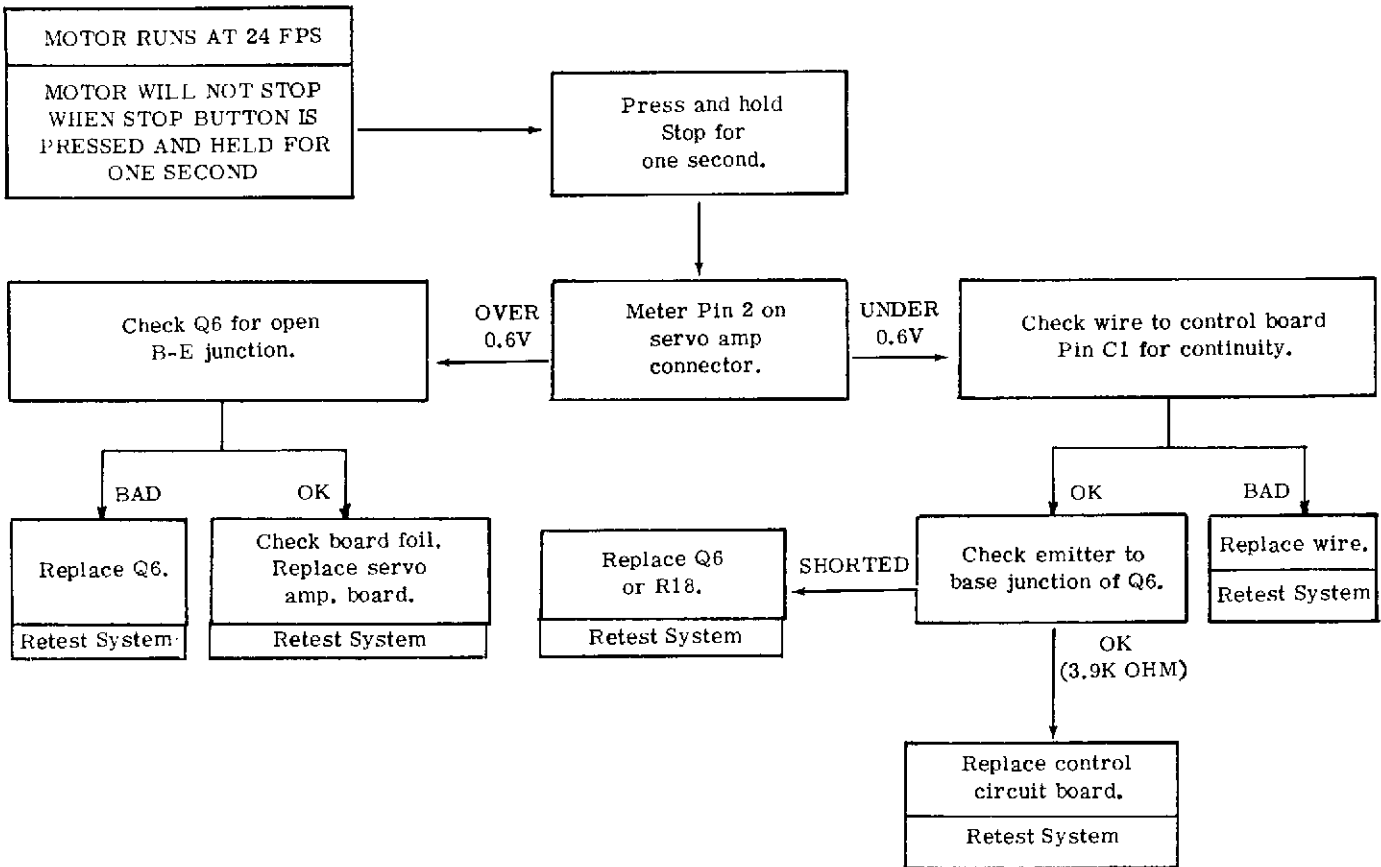 MOTOR RUNS AT 24 FPS
MOTOR WILL NOT STOP
WHEN STOP BUTTON IS
PRESSED AND HELD FOR
ONE SECOND
Press and hold
Stop for
one second.
Meter Pin 2 on
servo amp
connector.
OVER
0.6V
UNDER
0.6V
Check Q6 for open
B-E junction.
Check wire to control board
Pin C1 for continuity.
BAD
OK
OK
BAD
Replace Q6.
Retest System
Check board foil.
Replace servo
amp. board.
Retest System
Replace Q6
or R18.
Retest System
SHORTED
Check emitter to
base junction of Q6.
Replace wire.
Retest System
OK
(3.9K OHM)
Replace control
circuit board.
Retest System